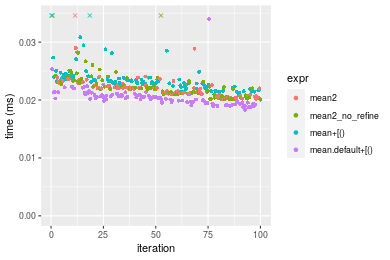 0.03
0.02
0.01
0.00
time (ms)
0
25
50
75
100
iteration
expr
mean2
mean2_no_refine
mean+[()
mean.default+[()